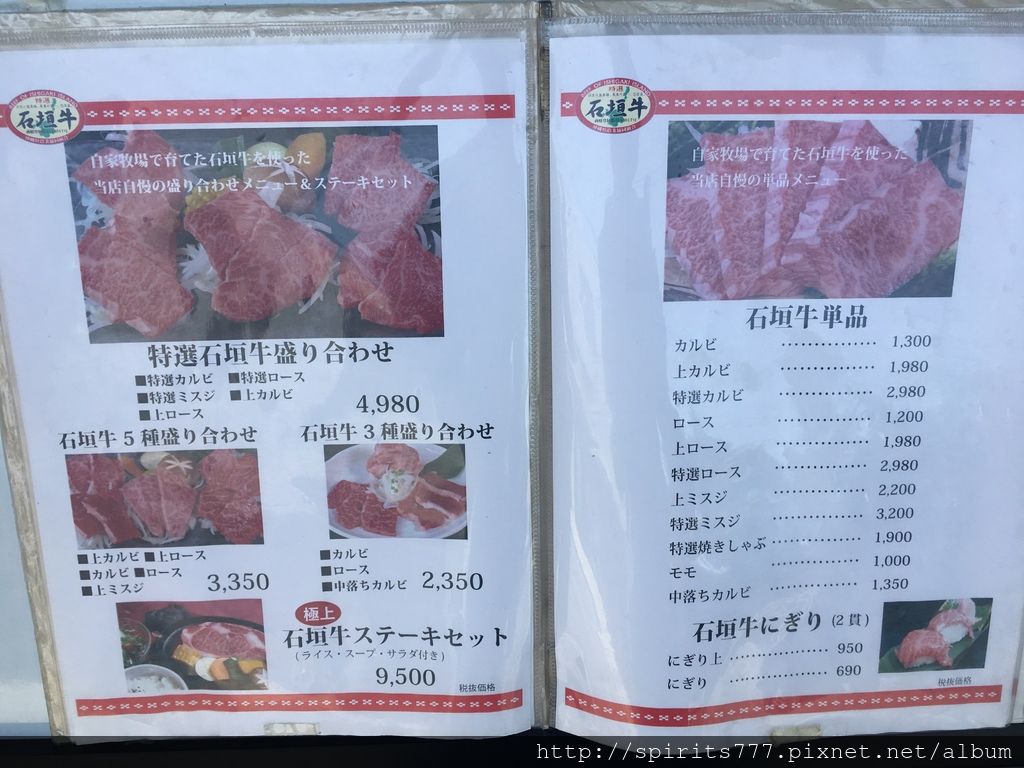 BEEF OF ISHIGAKI ISLAND
特選
石垣牛
自家牧場で育てた石垣牛を使った
当店自慢の盛り合わせメニュー＆ステーキセット
特選石垣牛盛り合わせ
■特選カルビ ■特選ロース
■特選ミスジ ■上カルビ
■上ロース
4,980
石垣牛5種盛り合わせ
■上カルビ ■上ロース
■カルビ ■ロース
■上ミスジ
3,350
石垣牛3種盛り合わせ
■カルビ
■ロース
■中落ちカルビ
2,350
極上
石垣牛ステーキセット
(ライス・スープ・サラダ付き)
9,500
税抜価格
BEEF OF ISHIGAKI ISLAND
特選
石垣牛
自家牧場で育てた石垣牛を使った
当店自慢の単品メニュー
石垣牛単品
カルビ ··············· 1,300
上カルビ ··············· 1,980
特選カルビ ··············· 2,980
ロース ··············· 1,200
上ロース ··············· 1,980
特選ロース ··············· 2,980
上ミスジ ··············· 2,200
特選ミスジ ··············· 3,200
特選焼きしゃぶ ··············· 1,900
モモ ··············· 1,000
中落ちカルビ ··············· 1,350
石垣牛にぎり (2貫)
にぎり上 ··············· 950
にぎり ··············· 690
税抜価格
http://spirits777.pixnet.net/album